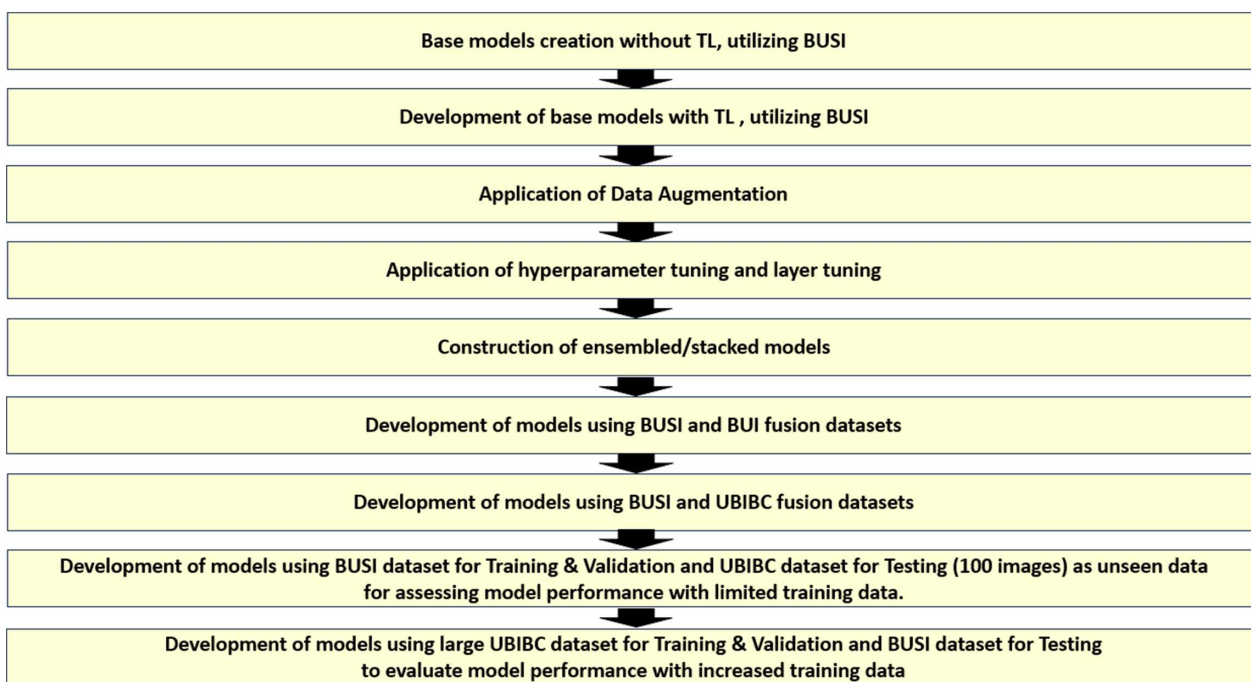 Base models creation without TL, utilizing BUSI
Development of base models with TL , utilizing BUSI
Application of Data Augmentation
Application of hyperparameter tuning and layer tuning
Construction of ensembled/stacked models
Development of models using BUSI and BUI fusion datasets
Development of models using BUSI and UBIBC fusion datasets
Development of models using BUSI dataset for Training & Validation and UBIBC dataset for Testing (100 images) as unseen data
for assessing model performance with limited training data.
Development of models using large UBIBC dataset for Training & Validation and BUSI dataset for Testing
to evaluate model performance with increased training data